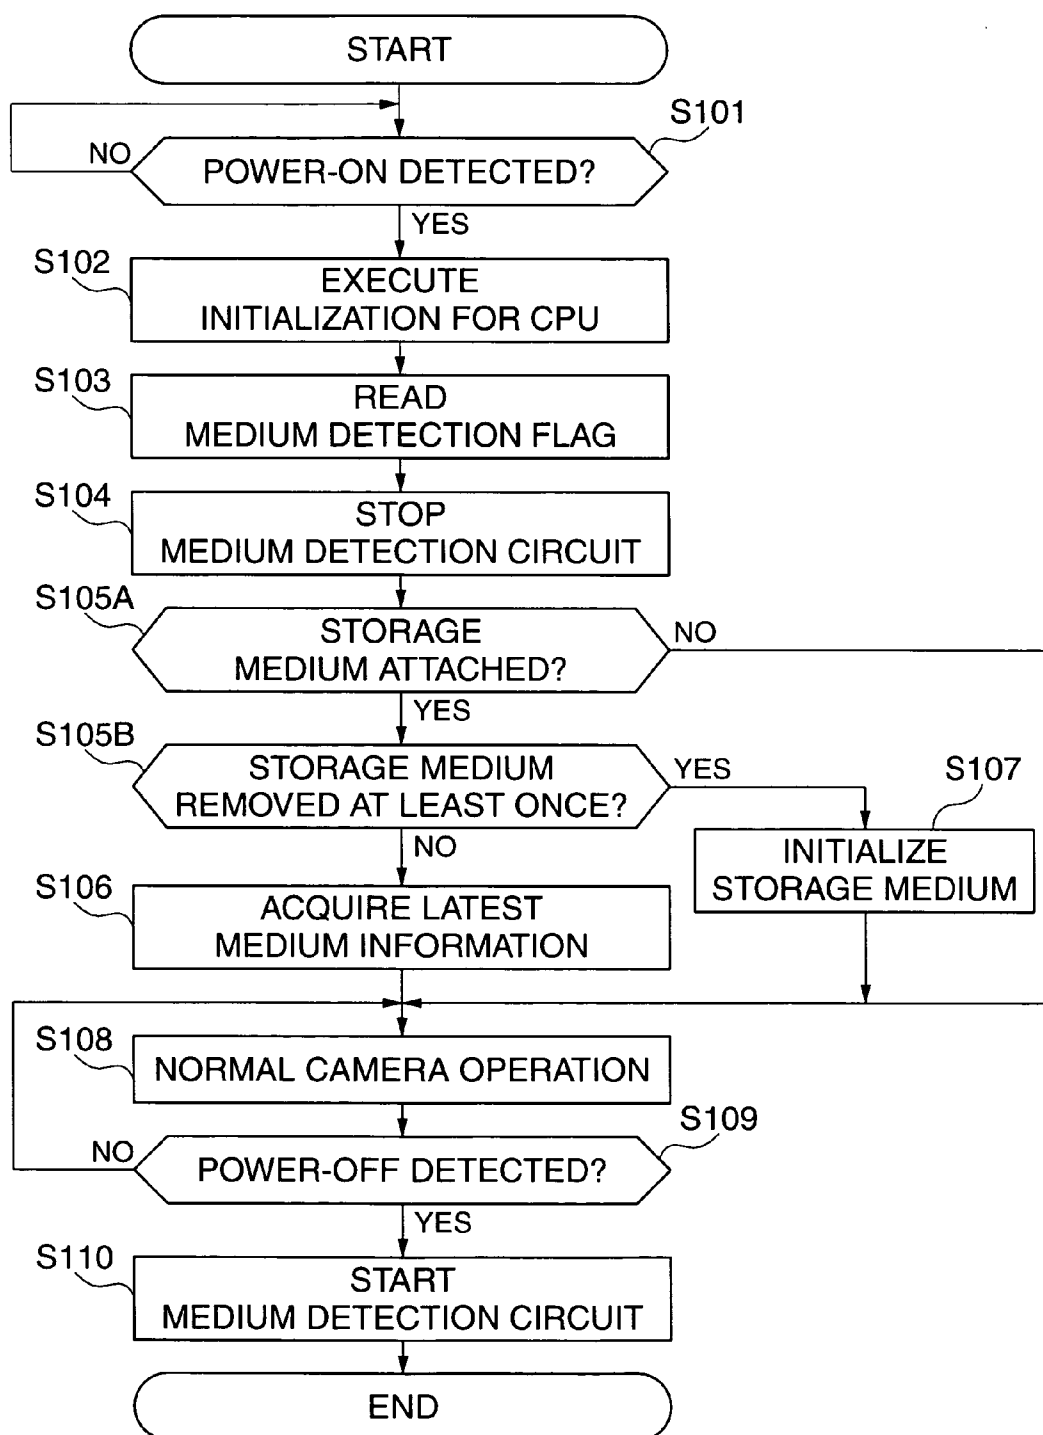 START
S101
NO
POWER-ON DETECTED?
YES
S102
EXECUTE
INITIALIZATION FOR CPU
S103
READ
MEDIUM DETECTION FLAG
S104
STOP
MEDIUM DETECTION CIRCUIT
S105A
STORAGE
MEDIUM ATTACHED?
NO
YES
S105B
STORAGE MEDIUM
REMOVED AT LEAST ONCE?
YES
S107
INITIALIZE
STORAGE MEDIUM
NO
S106
ACQUIRE LATEST
MEDIUM INFORMATION
S108
NORMAL CAMERA OPERATION
S109
NO
POWER-OFF DETECTED?
YES
S110
START
MEDIUM DETECTION CIRCUIT
END